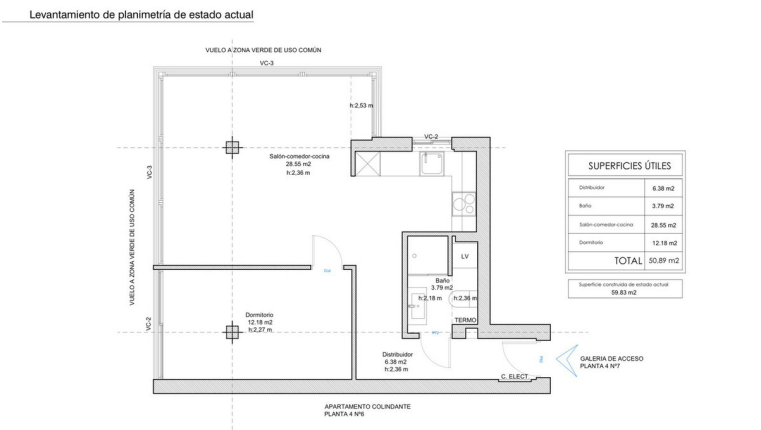 Levantamiento de planimetría de estado actual
VUELO A ZONA VERDE DE USO COMÚN
VC-3
h:2,53 m
VC-2
Salón-comedor-cocina
28.55 m2
h:2,36 m
VC-3
VUELO A ZONA VERDE DE USO COMÚN
SUPERFICIES ÚTILES
Distribuidor 6.38 m2
Baño 3.79 m2
Salón-comedor-cocina 28.55 m2
Dormitorio 12.18 m2
TOTAL 50.89 m2
Superficie construida de estado actual
59.83 m2
LV
Baño
3.79 m2
h:2,18 m
h:2,36 m
TERMO
Dormitorio
12.18 m2
h:2,27 m.
VC-2
Distribuidor
6.38 m2
h:2,36 m
C. ELECT.
GALERIA DE ACCESO
PLANTA 4 Nº7
APARTAMENTO COLINDANTE
PLANTA 4 Nº6